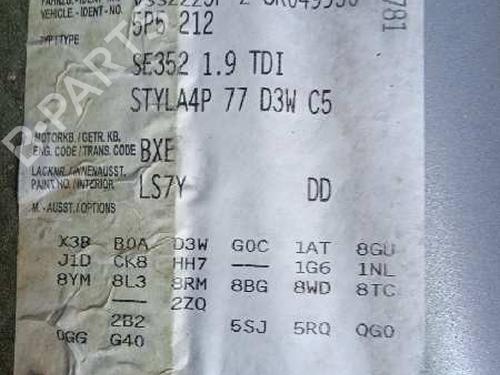 VEHICLE-IDENT
5P5 212
TYP/TYPE
SE352 1.9 TDI
STYLA4P 77 D3W C5
MOTORKB. / GETR. KB.
ENG. CODE / TRANS. CODE BXE
LACKNR. / INNENAUSST.
PAINT NO. / INTERIOR LS7Y DD
M.-AUSST. / OPTIONS
X3B B0A D3W G0C 1AT 8GU
J1D CK8 HH7 — 1G6 1NL
8YM 8L3 8RM 8BG 8WD 8TC
— 2ZQ
2B2 5SJ 5RQ QG0
0GG G40
781
B-PARTS